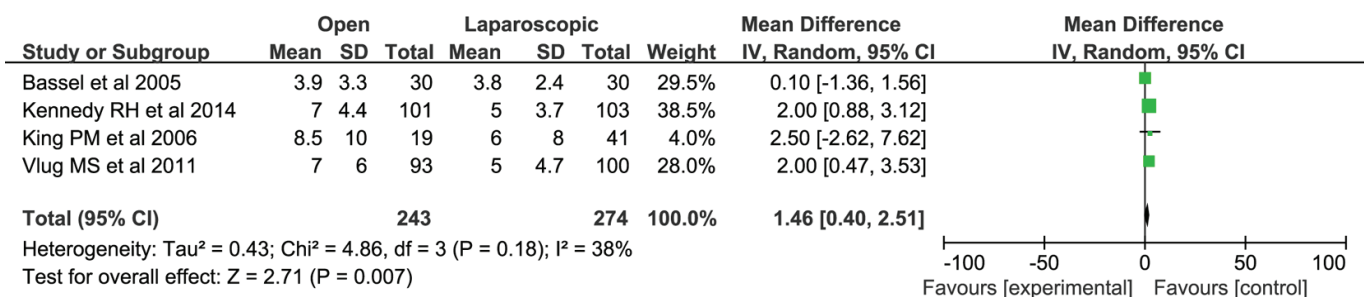 Open Laparoscopic Mean Difference Mean Difference
Study or Subgroup Mean SD Total Mean SD Total Weight IV, Random, 95% CI IV, Random, 95% CI
Bassel et al 2005 3.9 3.3 30 3.8 2.4 30 29.5% 0.10 [-1.36, 1.56]
Kennedy RH et al 2014 7 4.4 101 5 3.7 103 38.5% 2.00 [0.88, 3.12]
King PM et al 2006 8.5 10 19 6 8 41 4.0% 2.50 [-2.62, 7.62]
Vlug MS et al 2011 7 6 93 5 4.7 100 28.0% 2.00 [0.47, 3.53]
Total (95% CI) 243 274 100.0% 1.46 [0.40, 2.51]
Heterogeneity: Tau² = 0.43; Chi² = 4.86, df = 3 (P = 0.18); I² = 38%
Test for overall effect: Z = 2.71 (P = 0.007)
-100 -50 0 50 100
Favours [experimental] Favours [control]